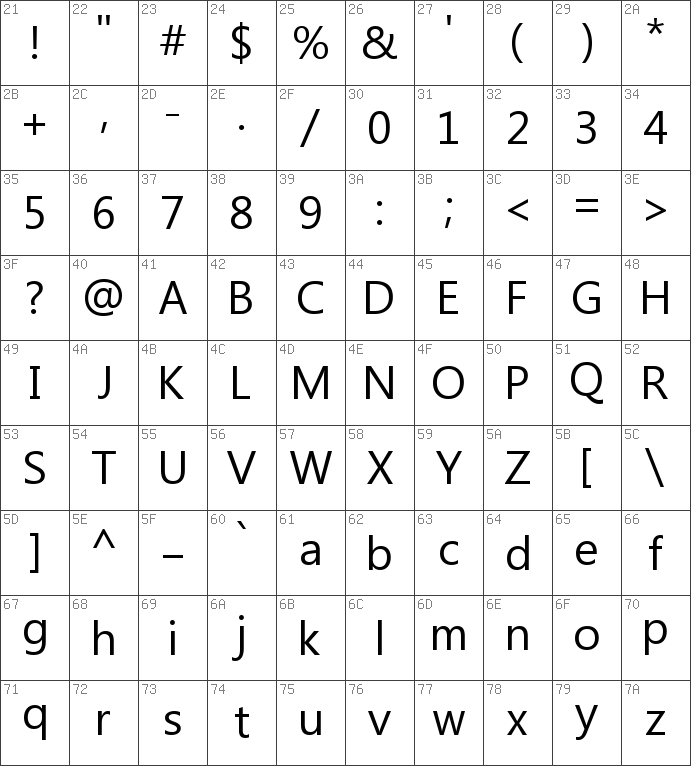 21 22 23 24 25 26 27 28 29 2A
! " # $ % & ' ( ) *
2B 2C 2D 2E 2F 30 31 32 33 34
+ , - . / 0 1 2 3 4
35 36 37 38 39 3A 3B 3C 3D 3E
5 6 7 8 9 : ; < = >
3F 40 41 42 43 44 45 46 47 48
? @ A B C D E F G H
49 4A 4B 4C 4D 4E 4F 50 51 52
I J K L M N O P Q R
53 54 55 56 57 58 59 5A 5B 5C
S T U V W X Y Z [ \
5D 5E 5F 60 61 62 63 64 65 66
] ^ _ ` a b c d e f
67 68 69 6A 6B 6C 6D 6E 6F 70
g h i j k l m n o p
71 72 73 74 75 76 77 78 79 7A
q r s t u v w x y z